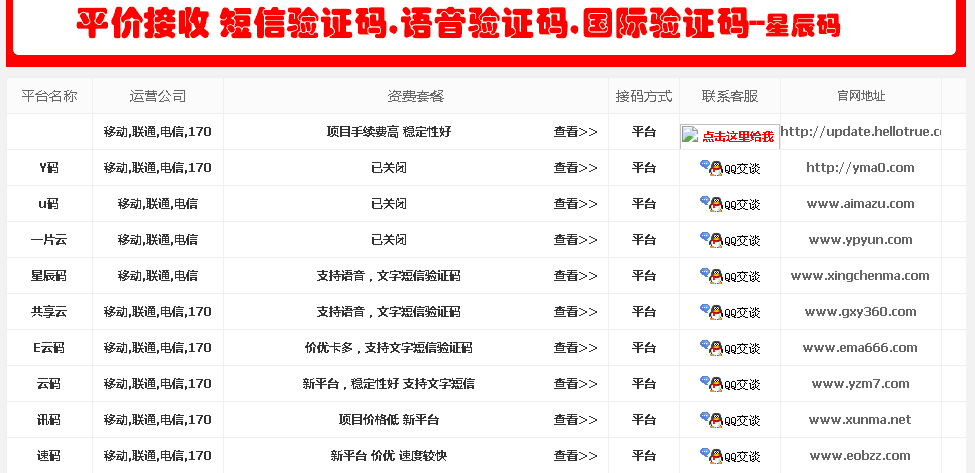 平价接收 短信验证码.语音验证码.国际验证码--星辰码
平台名称 运营公司 资费套餐 接码方式 联系客服 官网地址
移动,联通,电信,170 项目手续费高 稳定性好 查看>> 平台 点击这里给我 http://update.hellotrue.c
Y码 移动,联通,电信,170 已关闭 查看>> 平台 QQ交谈 http://yma0.com
u码 移动,联通,电信 已关闭 查看>> 平台 QQ交谈 www.aimazu.com
一片云 移动,联通,电信 已关闭 查看>> 平台 QQ交谈 www.ypyun.com
星辰码 移动,联通,电信 支持语音，文字短信验证码 查看>> 平台 QQ交谈 www.xingchenma.com
共享云 移动,联通,电信,170 支持语音，文字短信验证码 查看>> 平台 QQ交谈 www.gxy360.com
E云码 移动,联通,电信,170 价优卡多，支持文字短信验证码 查看>> 平台 QQ交谈 www.ema666.com
云码 移动,联通,电信,170 新平台，稳定性好 支持文字短信 查看>> 平台 QQ交谈 www.yzm7.com
讯码 移动,联通,电信,170 项目价格低 新平台 查看>> 平台 QQ交谈 www.xunma.net
速码 移动,联通,电信,170 新平台 价优 速度较快 查看>> 平台 QQ交谈 www.eobzz.com